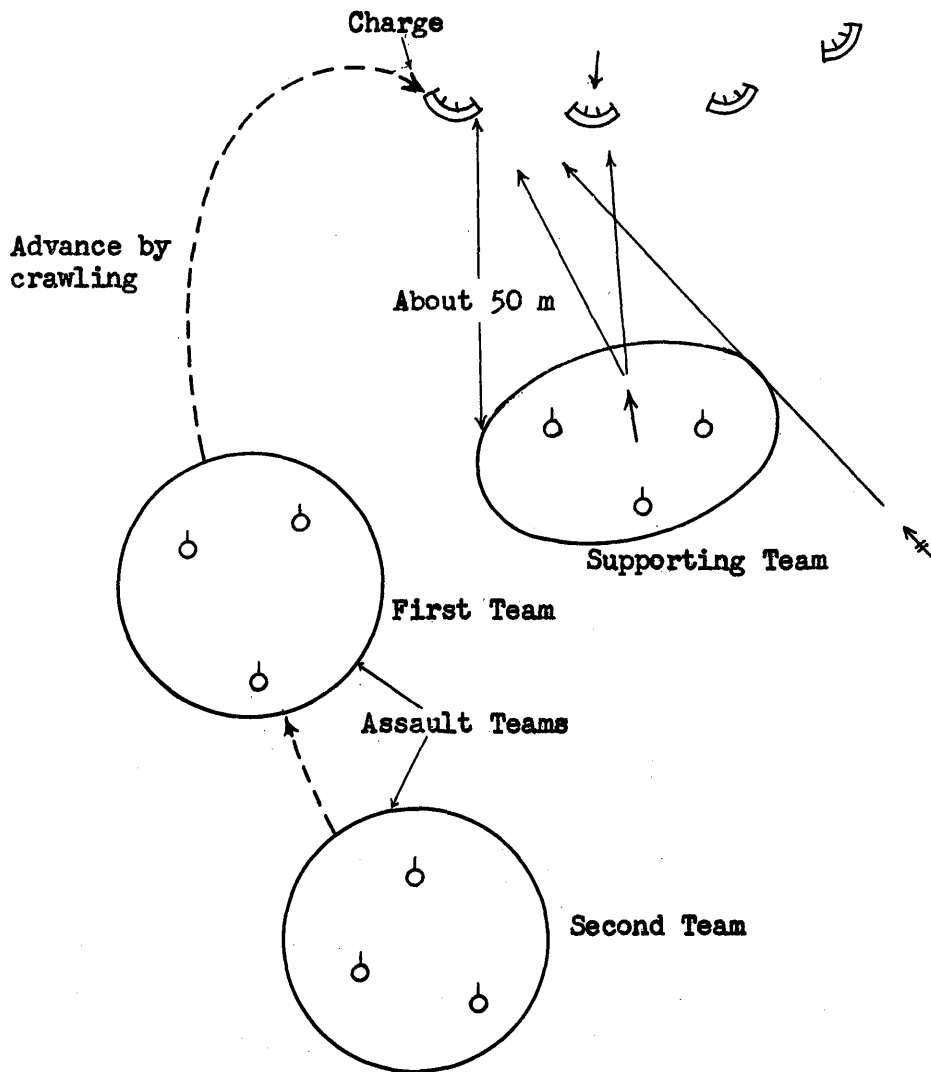 Charge
Advance by
crawling
About 50 m
Supporting Team
First Team
Assault Teams
Second Team